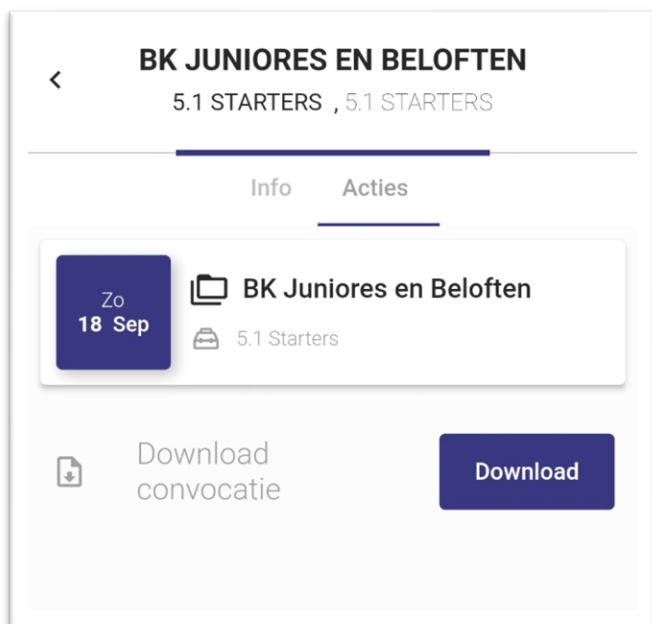 BK JUNIORES EN BELOFTEN
5.1 STARTERS , 5.1 STARTERS
Info Acties
Zo
18 Sep
BK Juniores en Beloften
5.1 Starters
Download
convocatie
Download